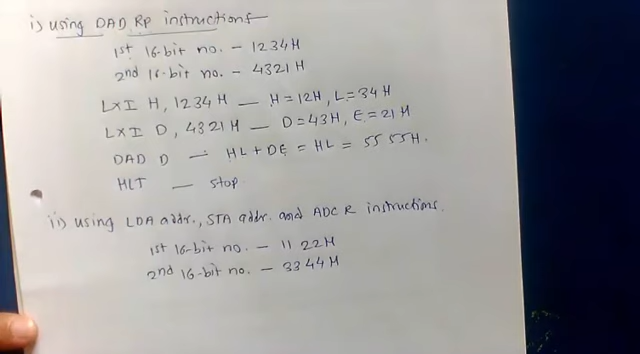 i) using DAD Rp instructions
1st 16-bit no. - 1234H
2nd 16-bit no. - 4321H
LXI H, 1234H — H=12H, L=34H
LXI D, 4321H — D=43H, E=21H
DAD D — HL+DE = HL = 5555H.
HLT — stop.
ii) using LDA addr., STA addr. and ADC R instructions.
1st 16-bit no. - 1122H
2nd 16-bit no. - 3344H